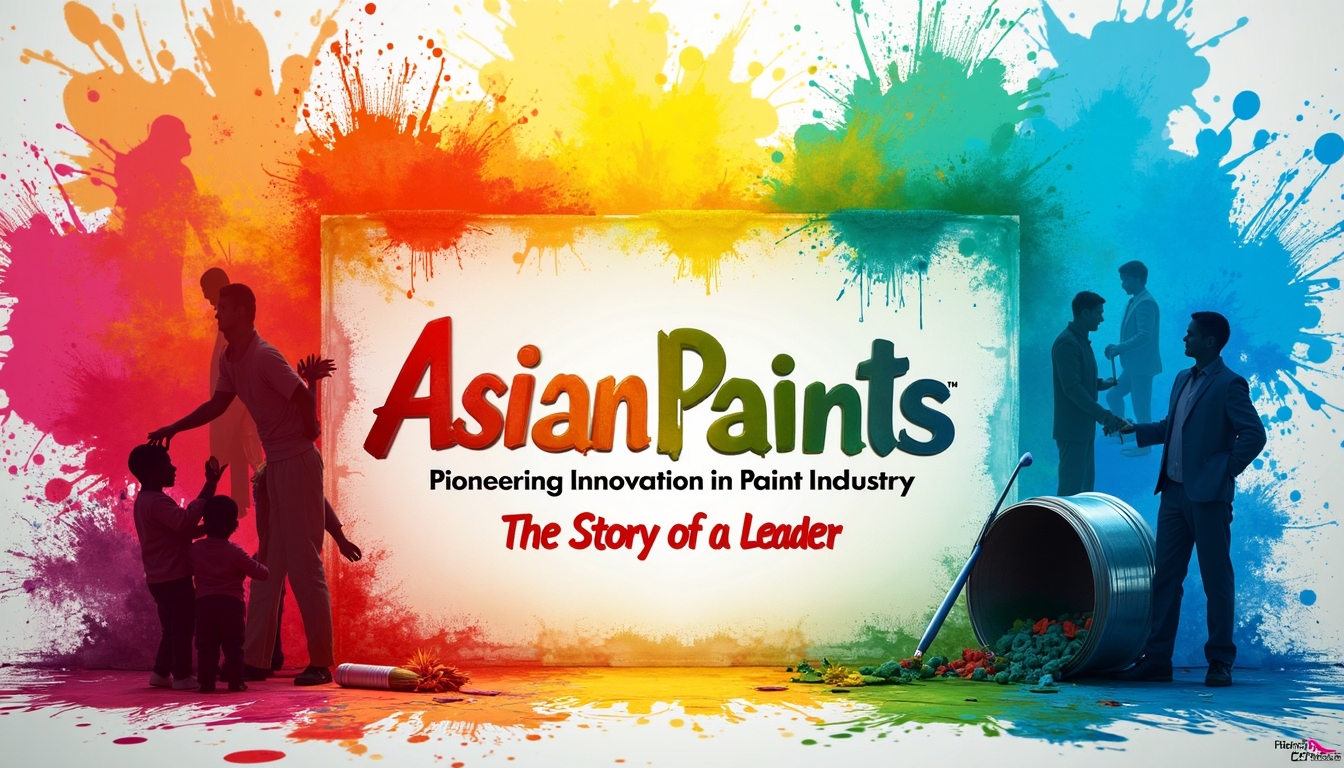 AsianPaints™
Pioneering Innovation in Paint Industry
The Story of a Leader